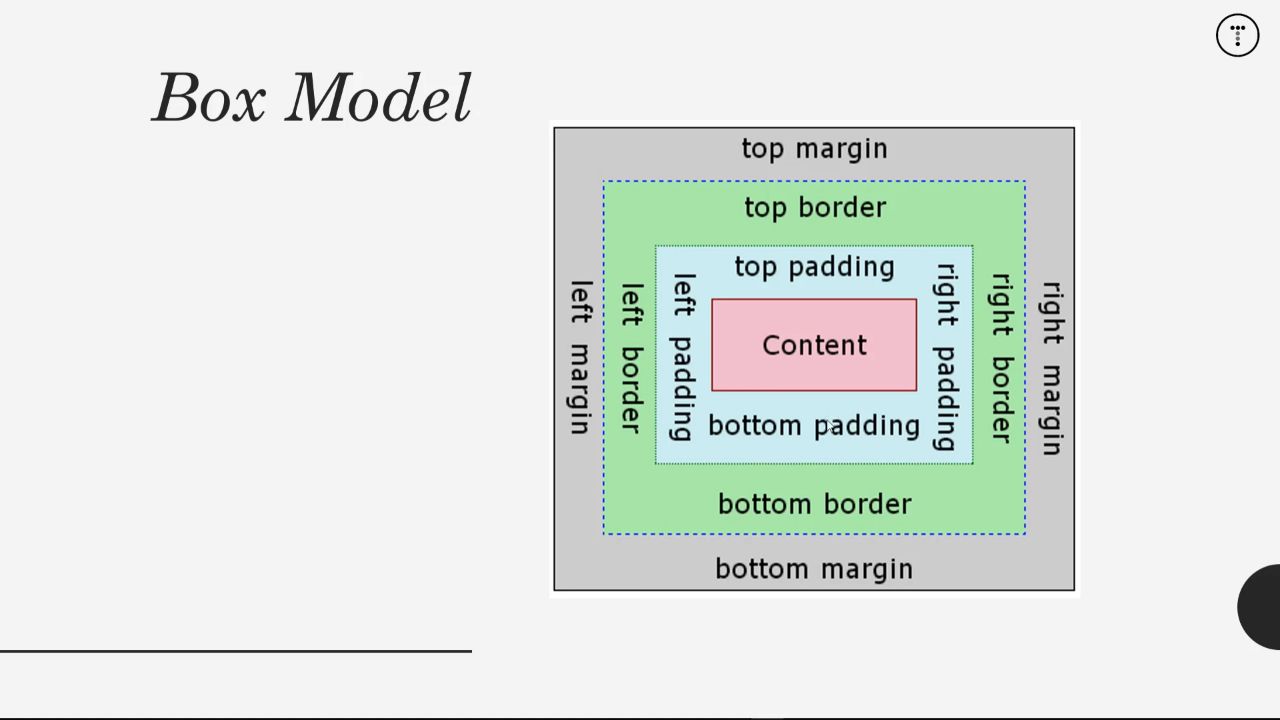 Box Model
top margin
top border
top padding
left margin
left border
left padding
Content
right padding
right border
right margin
bottom padding
bottom border
bottom margin